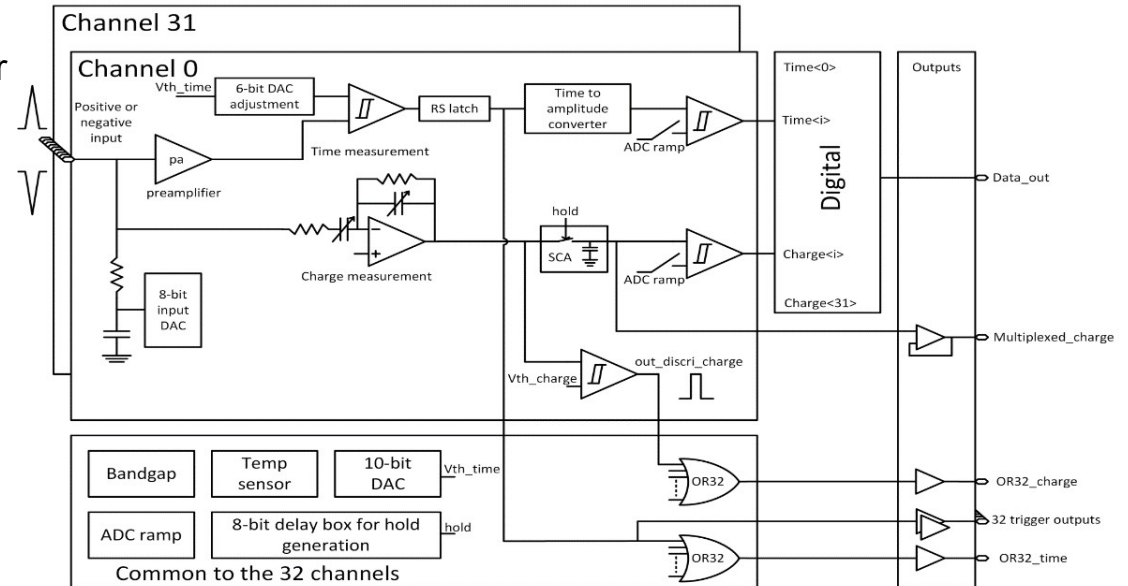 Channel 31
r
Channel 0
Positive or
negative
input
Vth_time
6-bit DAC
adjustment
RS latch
Time to
amplitude
converter
ADC ramp
Time measurement
pa
preamplifier
hold
SCA
ADC ramp
Charge measurement
8-bit
input
DAC
out_discri_charge
Vth_charge
Time<0>
Time<i>
Digital
Charge<i>
Charge<31>
Outputs
Data_out
Multiplexed_charge
OR32_charge
32 trigger outputs
OR32_time
Bandgap
Temp
sensor
10-bit
DAC
Vth_time
ADC ramp
8-bit delay box for hold
generation
hold
OR32
OR32
Common to the 32 channels